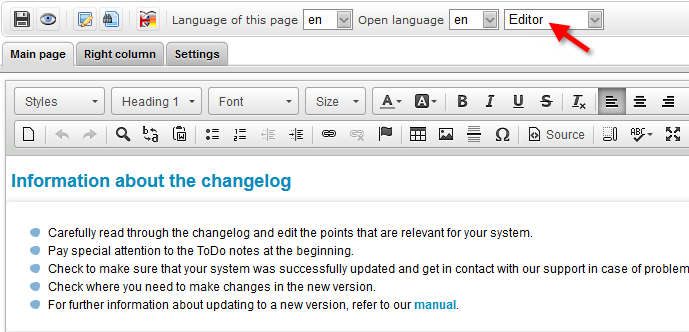 Language of this page en Open language en Editor
Main page Right column Settings
Styles Heading 1 Font Size A A B I U S Tx
Source ABC
Information about the changelog
Carefully read through the changelog and edit the points that are relevant for your system.
Pay special attention to the ToDo notes at the beginning.
Check to make sure that your system was successfully updated and get in contact with our support in case of problem
Check where you need to make changes in the new version.
For further information about updating to a new version, refer to our manual.